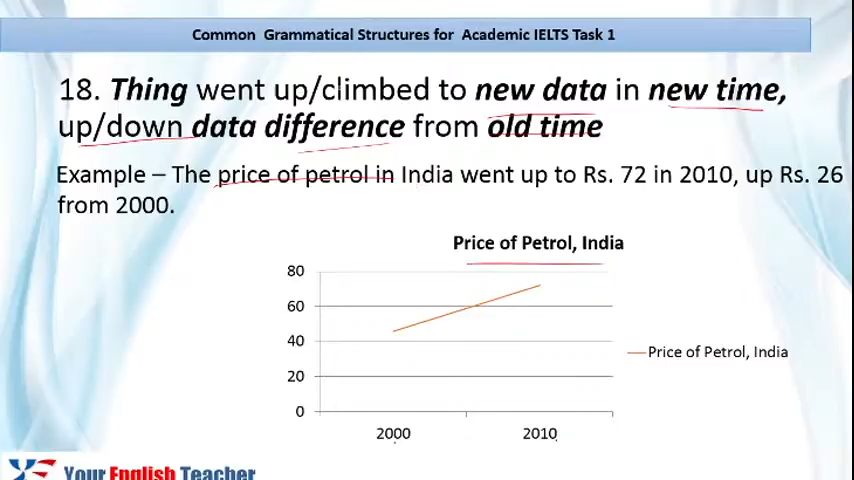 Common Grammatical Structures for Academic IELTS Task 1
18. Thing went up/climbed to new data in new time,
up/down data difference from old time
Example – The price of petrol in India went up to Rs. 72 in 2010, up Rs. 26
from 2000.
Price of Petrol, India
80
60
40
20
0
2000
2010
Price of Petrol, India
Your English Teacher